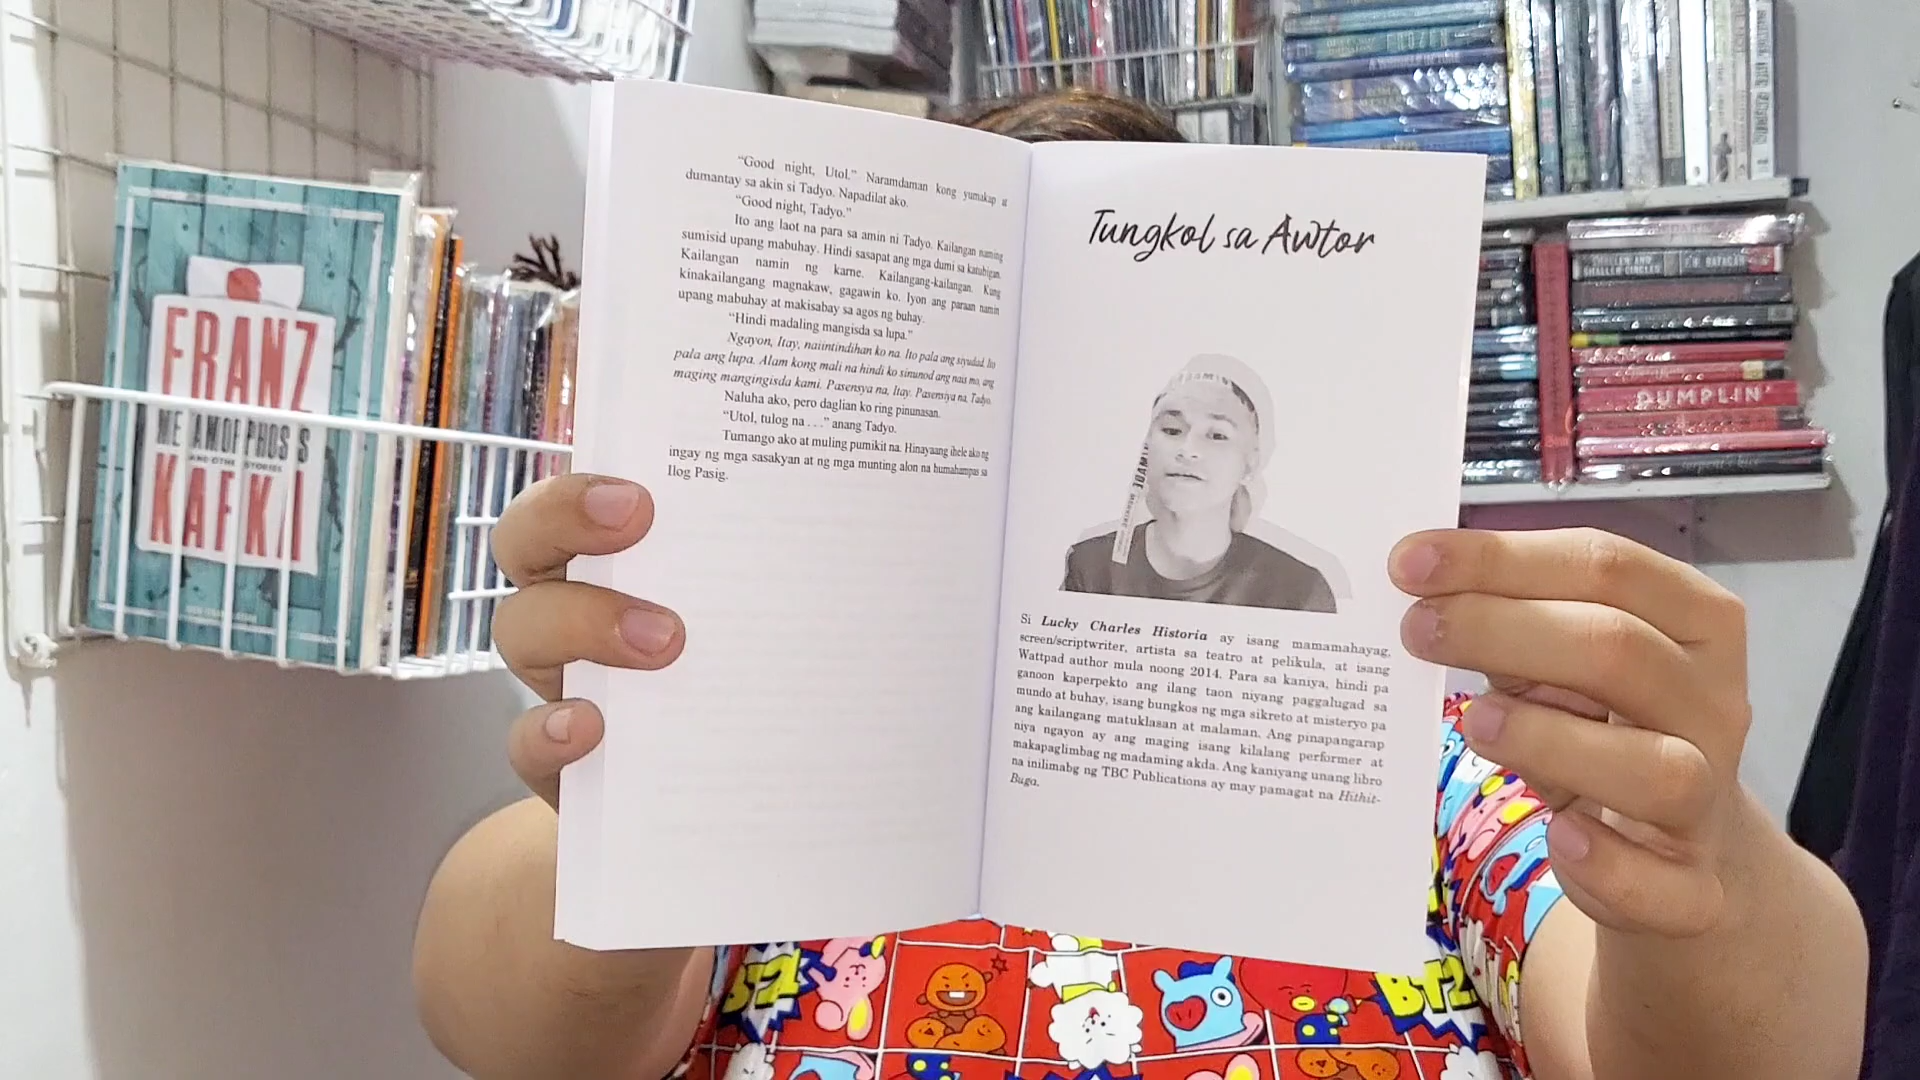 “Good night, Utol.” Naramdaman kong yumakap at
dumantay sa akin si Tadyo. Napadilat ako.
“Good night, Tadyo.”
Ito ang laot na para sa amin ni Tadyo. Kailangan naming
sumisid upang mabuhay. Hindi sasapat ang mga dumi sa katubigan.
Kailangan namin ng karne. Kailangang-kailangan. Kung
kinakailangang magnakaw, gagawin ko. Iyon ang paraan namin
upang mabuhay at makisabay sa agos ng buhay.
“Hindi madaling mangisda sa lupa.”
Ngayon, Itay, naiintindihan ko na. Ito pala ang siyudad. Ito
pala ang lupa. Alam kong mali na hindi ko sinunod ang nais mo, ang
maging mangingisda kami. Pasensya na, Itay. Pasensiya na, Tadyo.
Naluha ako, pero daglian ko ring pinunasan.
“Utol, tulog na . . .” anang Tadyo.
Tumango ako at muling pumikit na. Hinayaang ihele ako ng
ingay ng mga sasakyan at ng mga munting alon na humahampas sa
Ilog Pasig.
Tungkol sa Awtor
Si Lucky Charles Historia ay isang mamamahayag,
screen/scriptwriter, artista sa teatro at pelikula, at isang
Wattpad author mula noong 2014. Para sa kaniya, hindi pa
ganoon kaperpekto ang ilang taon niyang paggalugad sa
mundo at buhay, isang bungkos ng mga sikreto at misteryo pa
ang kailangang matuklasan at malaman. Ang pinapangarap
niya ngayon ay ang maging isang kilalang performer at
makapaglimbag ng madaming akda. Ang kaniyang unang libro
na inilimabg ng TBC Publications ay may pamagat na Hithit-
Buga.
FRANZ
METAMORPHOSIS
AND OTHER STORIES
KAFKA
DUMPLIN'
SMALLER CIRCLES
BT21
BT21